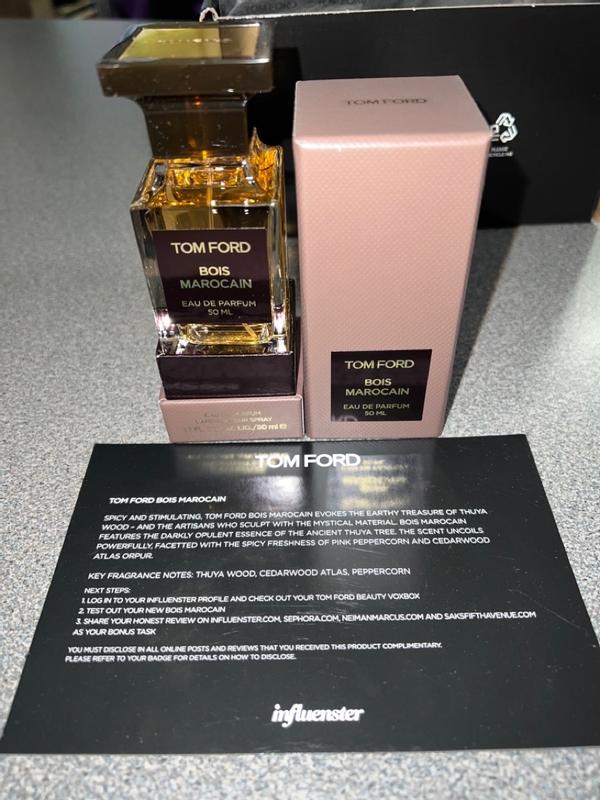 TOM FORD
TOM FORD
BOIS
MAROCAIN
EAU DE PARFUM
50 ML
TOM FORD
BOIS
MAROCAIN
EAU DE PARFUM
50 ML
TOM FORD
TOM FORD BOIS MAROCAIN
SPICY AND STIMULATING, TOM FORD BOIS MAROCAIN EVOKES THE EARTHY TREASURE OF THUYA
WOOD – AND THE ARTISANS WHO SCULPT WITH THE MYSTICAL MATERIAL. BOIS MAROCAIN
FEATURES THE DARKLY OPULENT ESSENCE OF THE ANCIENT THUYA TREE. THE SCENT UNCOILS
POWERFULLY, FACETTED WITH THE SPICY FRESHNESS OF PINK PEPPERCORN AND CEDARWOOD
ATLAS ORPUR.
KEY FRAGRANCE NOTES: THUYA WOOD, CEDARWOOD ATLAS, PEPPERCORN
NEXT STEPS:
1. LOG IN TO YOUR INFLUENSTER PROFILE AND CHECK OUT YOUR TOM FORD BEAUTY VOXBOX
2. TEST OUT YOUR NEW BOIS MAROCAIN
3. SHARE YOUR HONEST REVIEW ON INFLUENSTER.COM, SEPHORA.COM, NEIMANMARCUS.COM AND SAKSFIFTHAVENUE.COM
AS YOUR BONUS TASK
YOU MUST DISCLOSE IN ALL ONLINE POSTS AND REVIEWS THAT YOU RECEIVED THIS PRODUCT COMPLIMENTARY.
PLEASE REFER TO YOUR BADGE FOR DETAILS ON HOW TO DISCLOSE.
influenster